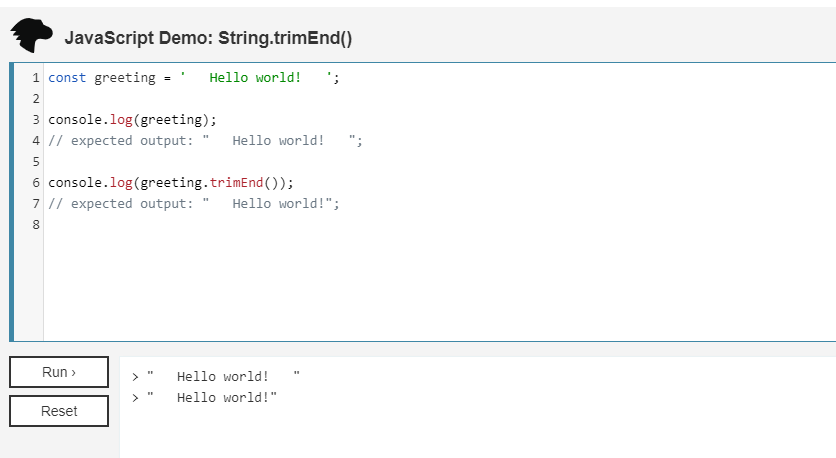 JavaScript Demo: String.trimEnd()
1 const greeting = '   Hello world!   ';
2
3 console.log(greeting);
4 // expected output: "   Hello world!   ";
5
6 console.log(greeting.trimEnd());
7 // expected output: "   Hello world!";
8
Run ›
> "   Hello world!   "
> "   Hello world!"
Reset